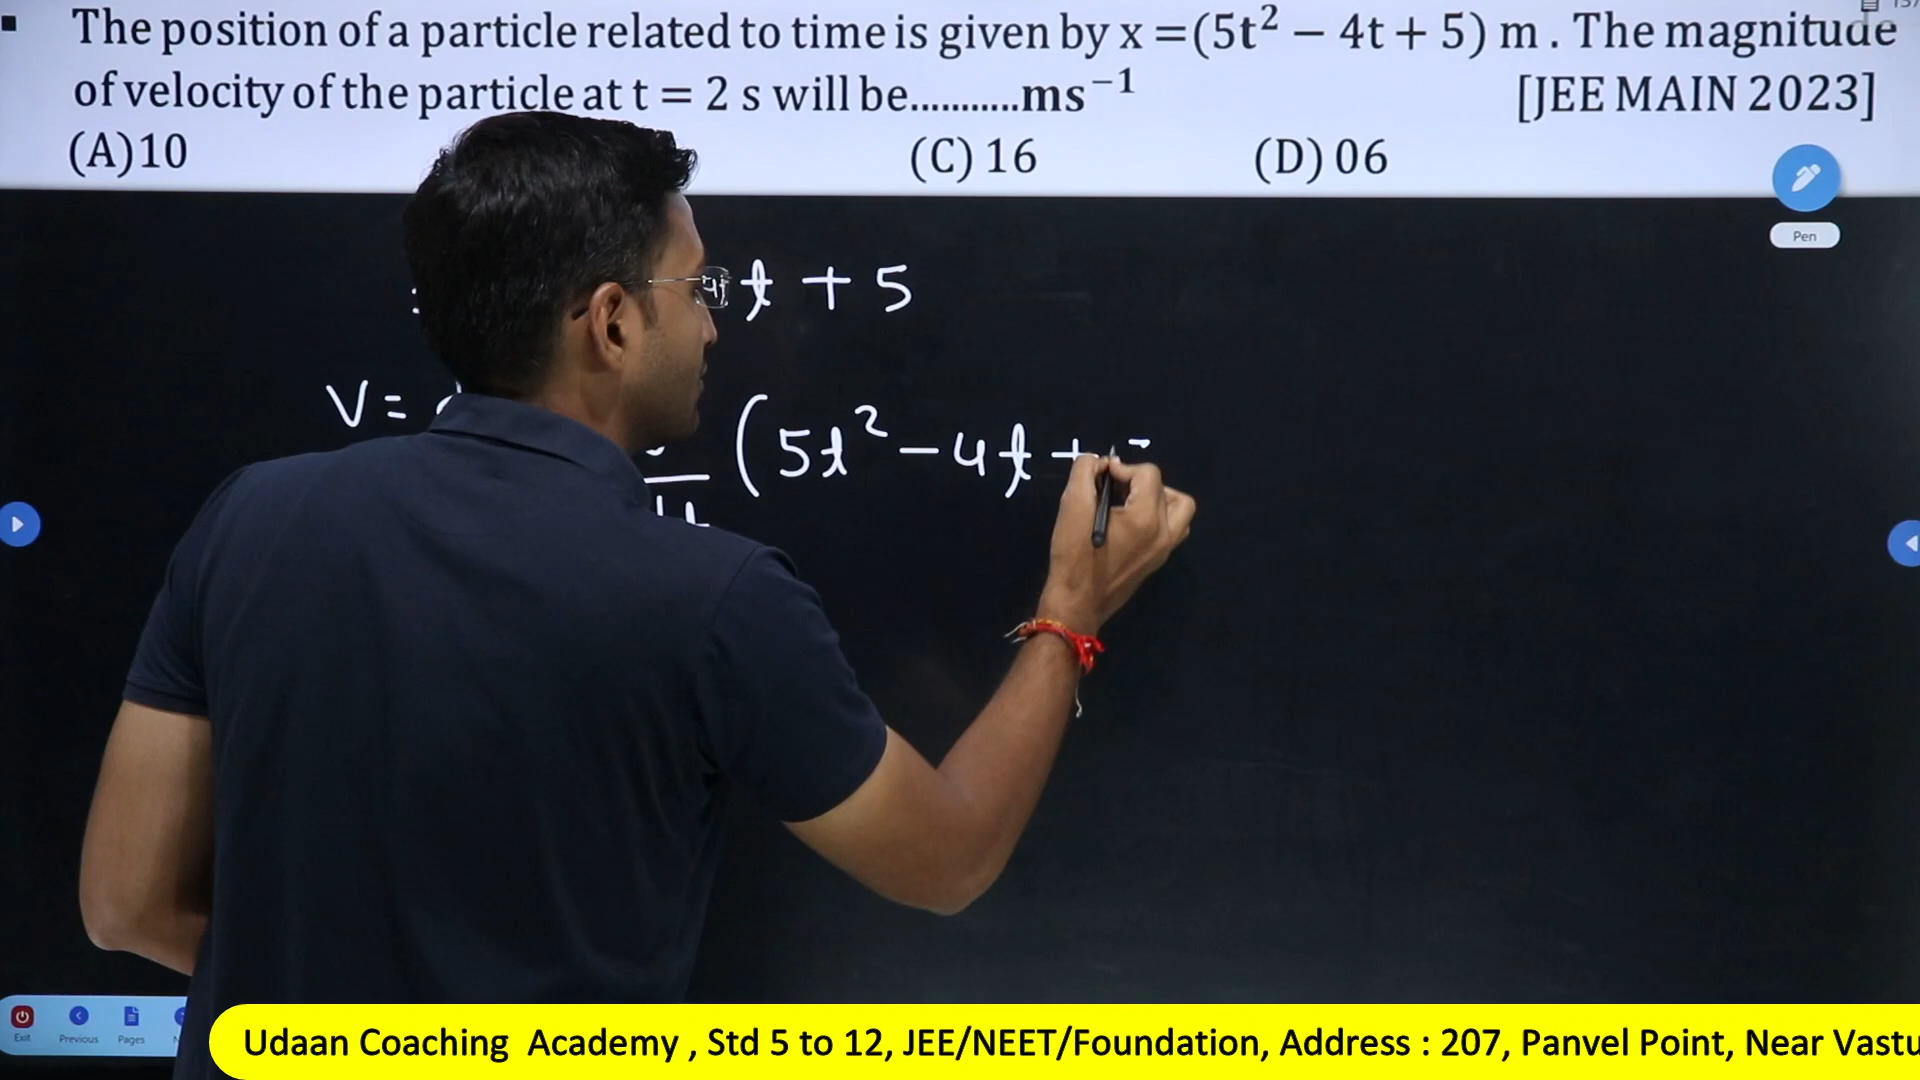 The position of a particle related to time is given by x =(5t² − 4t + 5) m . The magnitude
of velocity of the particle at t = 2 s will be...........ms⁻¹ [JEE MAIN 2023]
(A)10 (C) 16 (D) 06
Pen
t + 5
V =
(5t² − 4t +
Exit Previous Pages
Udaan Coaching Academy , Std 5 to 12, JEE/NEET/Foundation, Address : 207, Panvel Point, Near Vastu